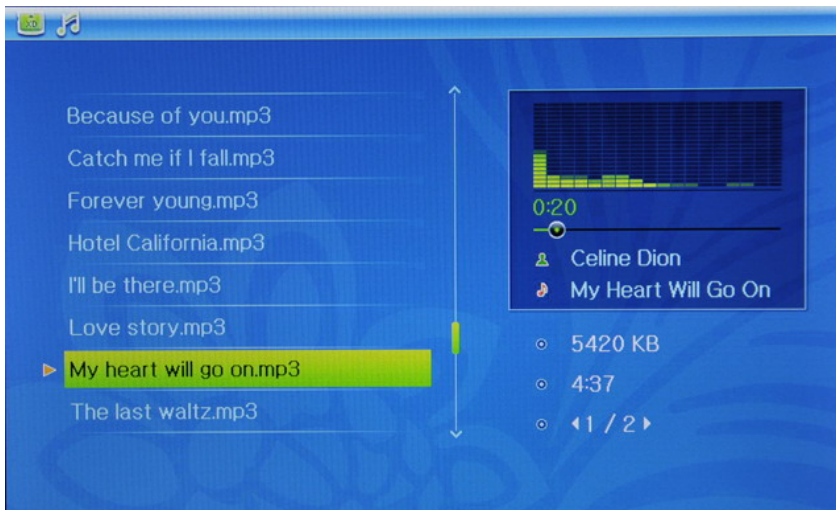 XD
Because of you.mp3
Catch me if I fall.mp3
Forever young.mp3
Hotel California.mp3
I'll be there.mp3
Love story.mp3
My heart will go on.mp3
The last waltz.mp3
0:20
Celine Dion
My Heart Will Go On
5420 KB
4:37
1 / 2